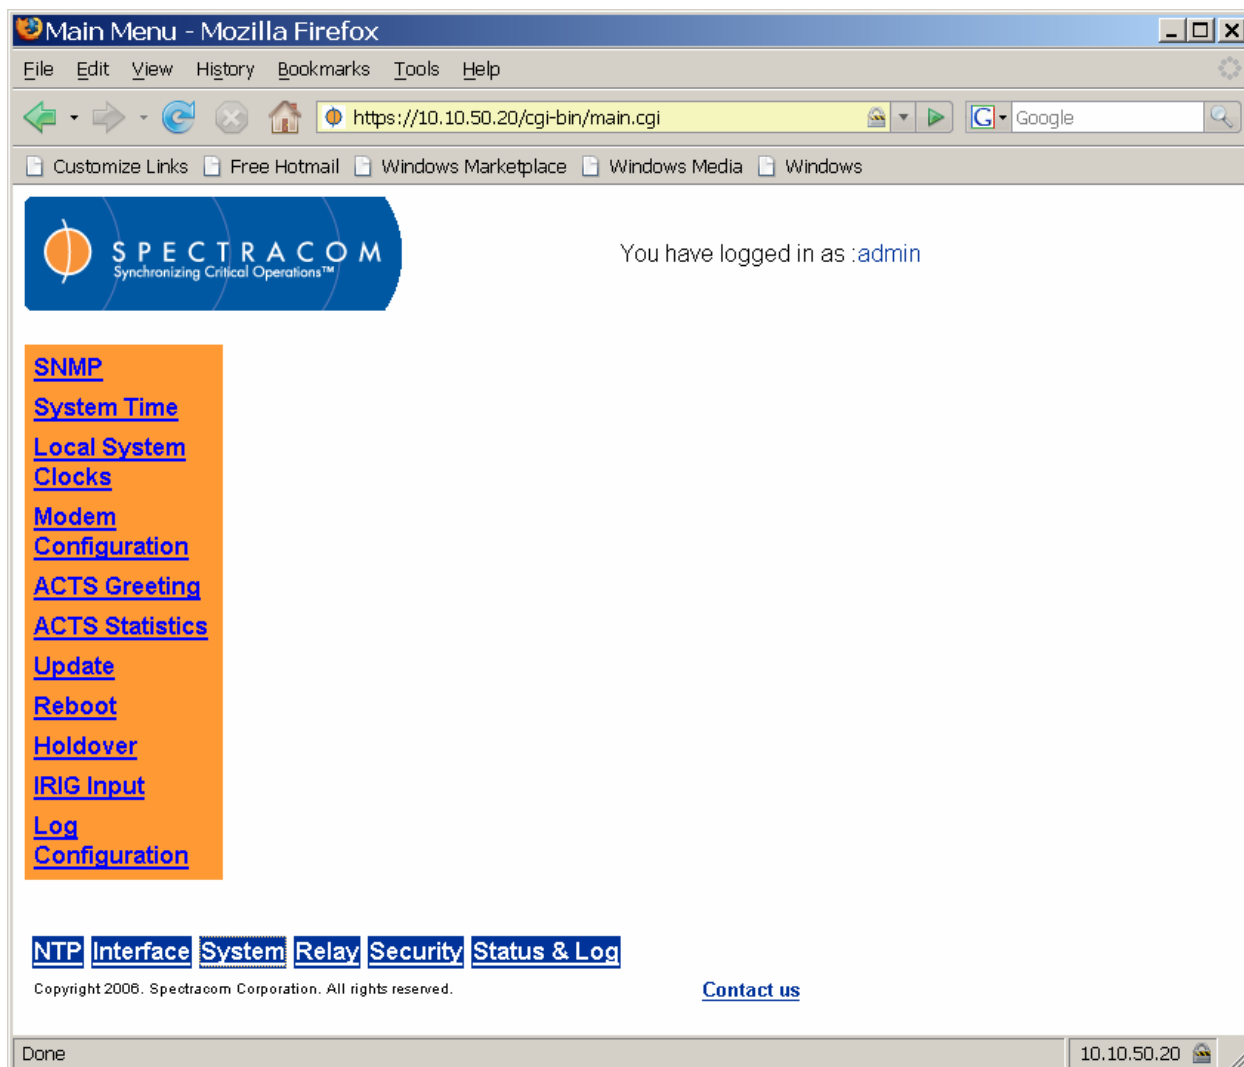 Main Menu - Mozilla Firefox
File Edit View History Bookmarks Tools Help
https://10.10.50.20/cgi-bin/main.cgi G Google
Customize Links Free Hotmail Windows Marketplace Windows Media Windows
SPECTRACOM
Synchronizing Critical Operations™
You have logged in as :admin
SNMP
System Time
Local System
Clocks
Modem
Configuration
ACTS Greeting
ACTS Statistics
Update
Reboot
Holdover
IRIG Input
Log
Configuration
NTP Interface System Relay Security Status & Log
Copyright 2006. Spectracom Corporation. All rights reserved.
Contact us
Done 10.10.50.20